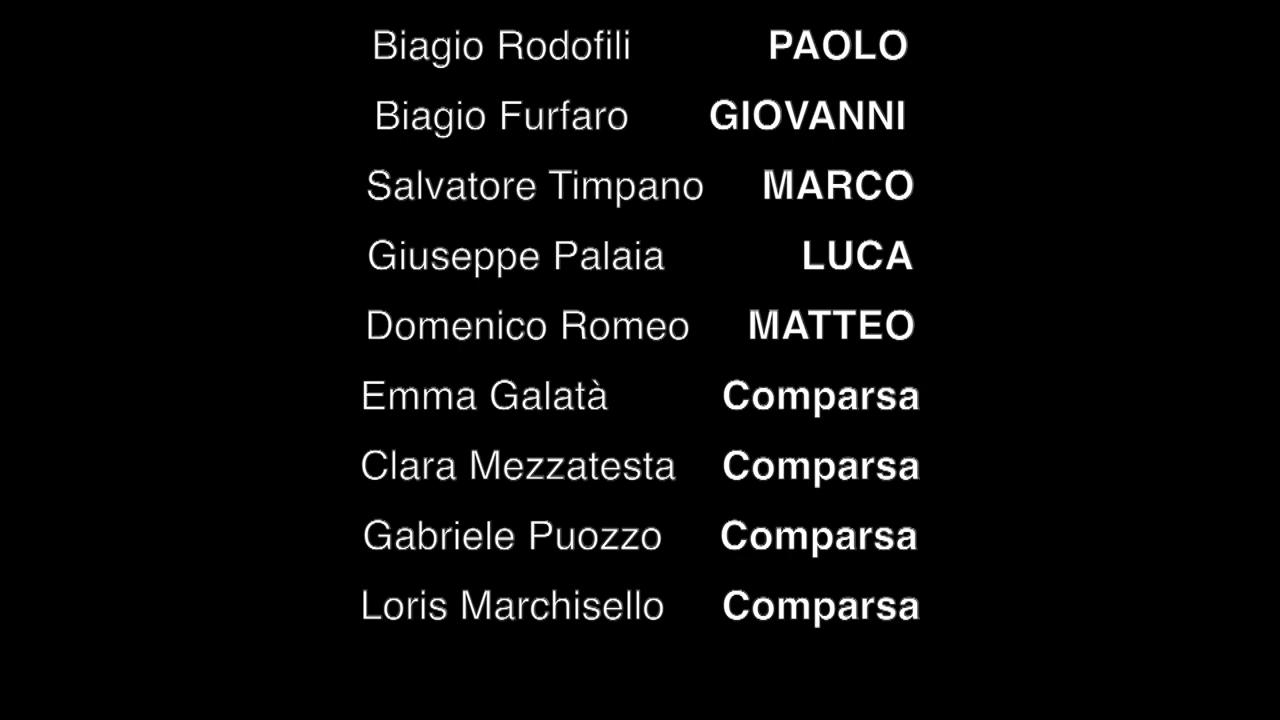 Biagio Rodofili PAOLO
Biagio Furfaro GIOVANNI
Salvatore Timpano MARCO
Giuseppe Palaia LUCA
Domenico Romeo MATTEO
Emma Galatà Comparsa
Clara Mezzatesta Comparsa
Gabriele Puozzo Comparsa
Loris Marchisello Comparsa